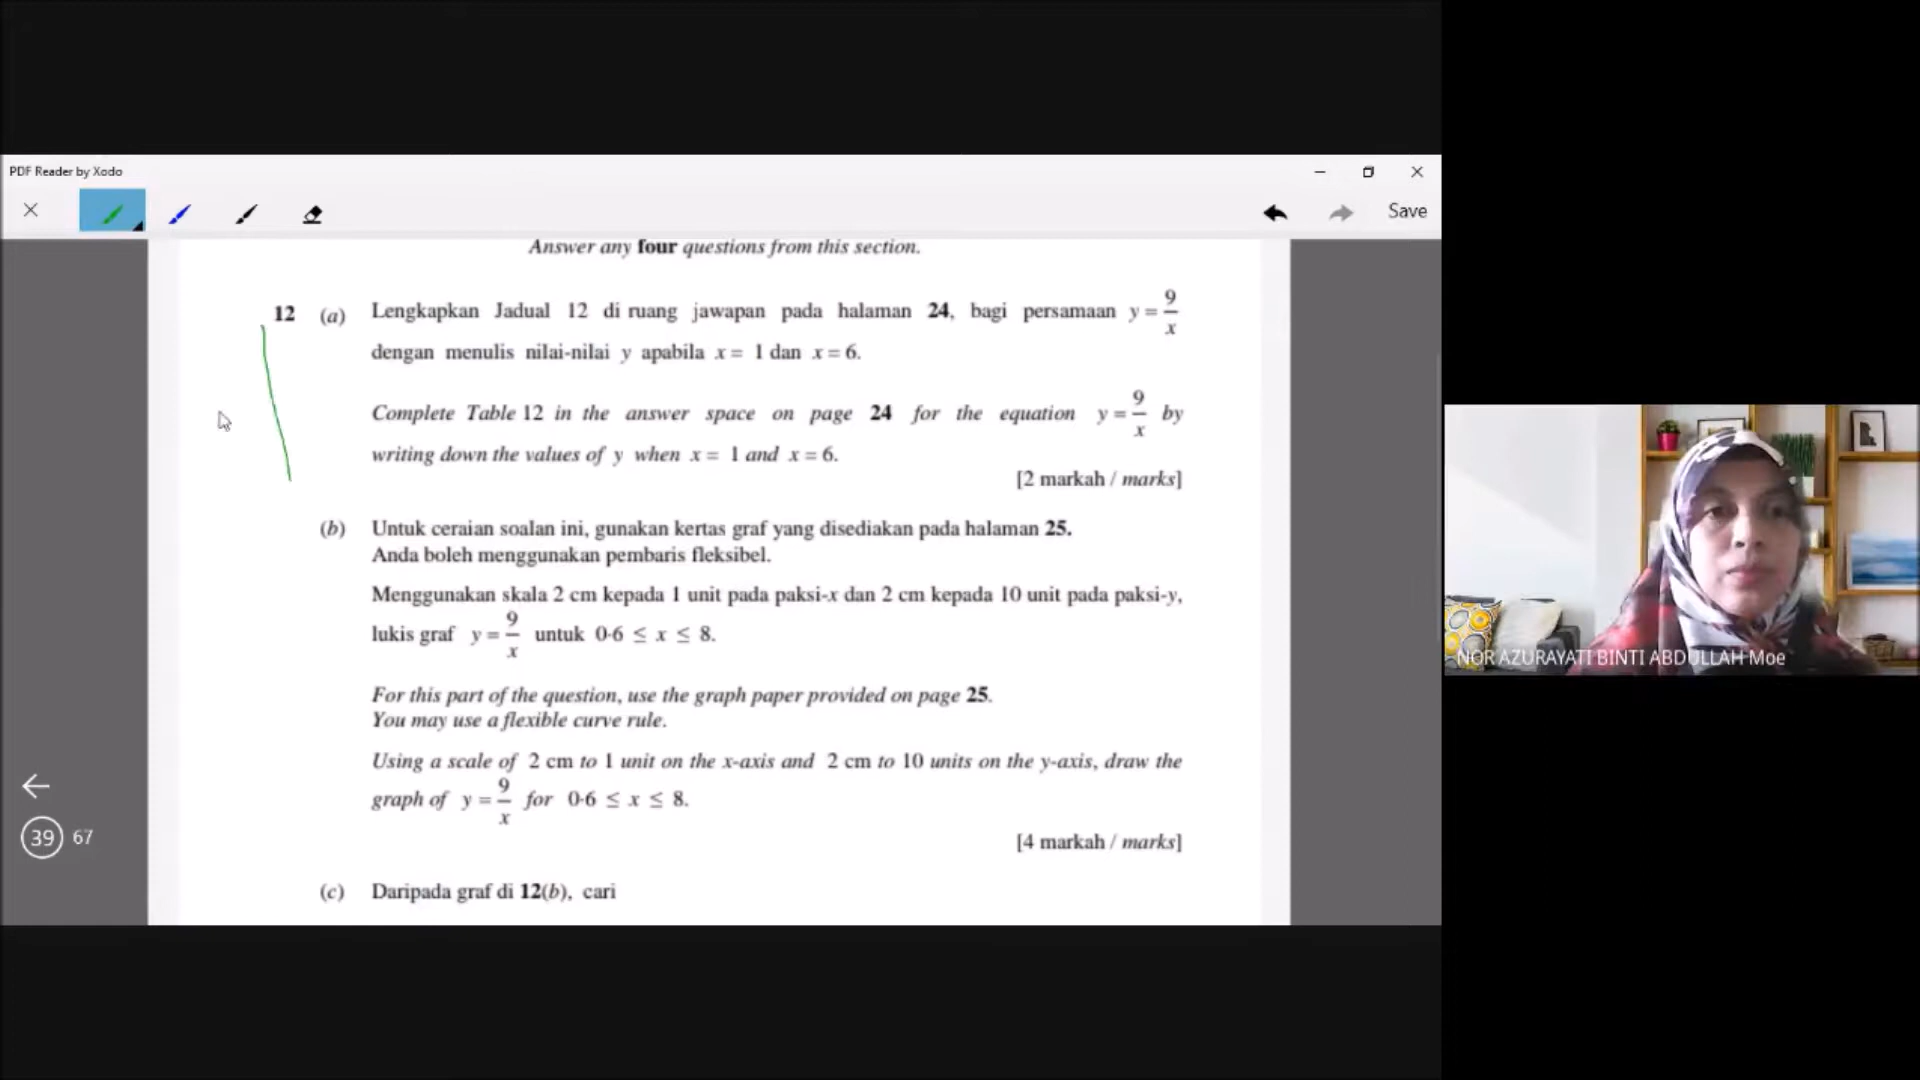 PDF Reader by Xodo
Save
Answer any four questions from this section.
12 (a) Lengkapkan Jadual 12 di ruang jawapan pada halaman 24, bagi persamaan y = 9/x
dengan menulis nilai-nilai y apabila x = 1 dan x = 6.
Complete Table 12 in the answer space on page 24 for the equation y = 9/x by
writing down the values of y when x = 1 and x = 6.
[2 markah / marks]
(b) Untuk ceraian soalan ini, gunakan kertas graf yang disediakan pada halaman 25.
Anda boleh menggunakan pembaris fleksibel.
Menggunakan skala 2 cm kepada 1 unit pada paksi-x dan 2 cm kepada 10 unit pada paksi-y,
lukis graf y = 9/x untuk 0·6 ≤ x ≤ 8.
For this part of the question, use the graph paper provided on page 25.
You may use a flexible curve rule.
Using a scale of 2 cm to 1 unit on the x-axis and 2 cm to 10 units on the y-axis, draw the
graph of y = 9/x for 0·6 ≤ x ≤ 8.
[4 markah / marks]
(c) Daripada graf di 12(b), cari
39 67
NOR AZURAYATI BINTI ABDULLAH Moe